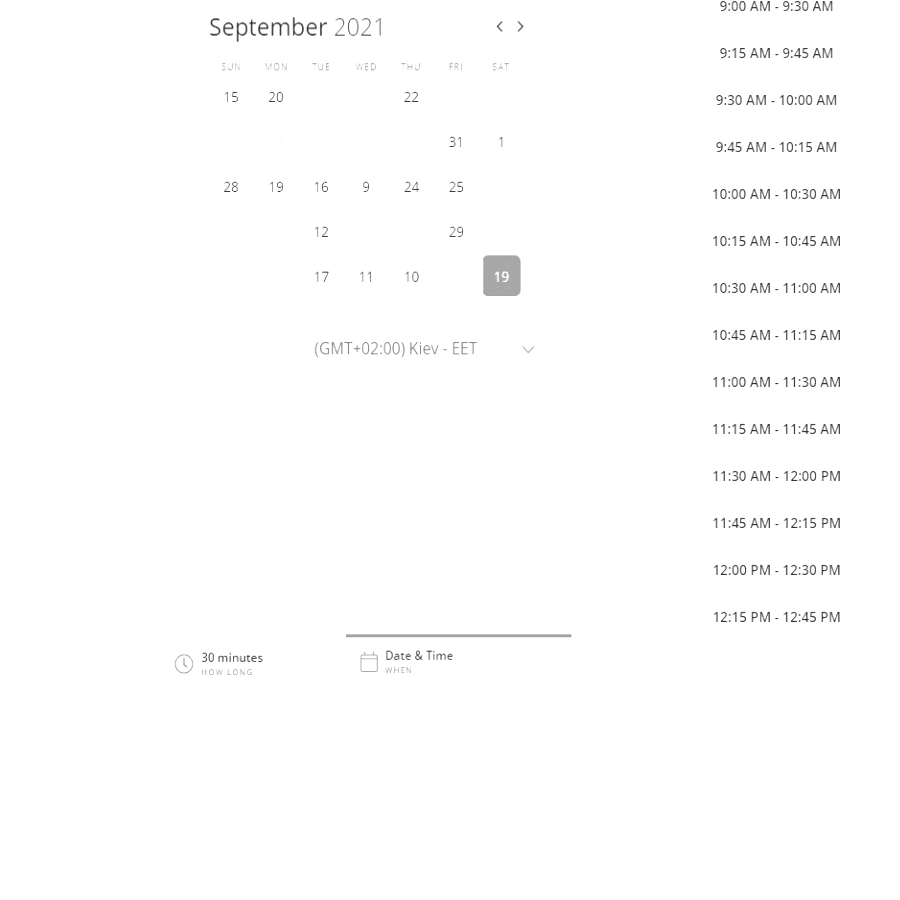 September 2021
SUN MON TUE WED THU FRI SAT
15 20 22
31 1
28 19 16 9 24 25
12 29
17 11 10 19
(GMT+02:00) Kiev - EET
9:00 AM - 9:30 AM
9:15 AM - 9:45 AM
9:30 AM - 10:00 AM
9:45 AM - 10:15 AM
10:00 AM - 10:30 AM
10:15 AM - 10:45 AM
10:30 AM - 11:00 AM
10:45 AM - 11:15 AM
11:00 AM - 11:30 AM
11:15 AM - 11:45 AM
11:30 AM - 12:00 PM
11:45 AM - 12:15 PM
12:00 PM - 12:30 PM
12:15 PM - 12:45 PM
30 minutes
HOW LONG
Date & Time
WHEN